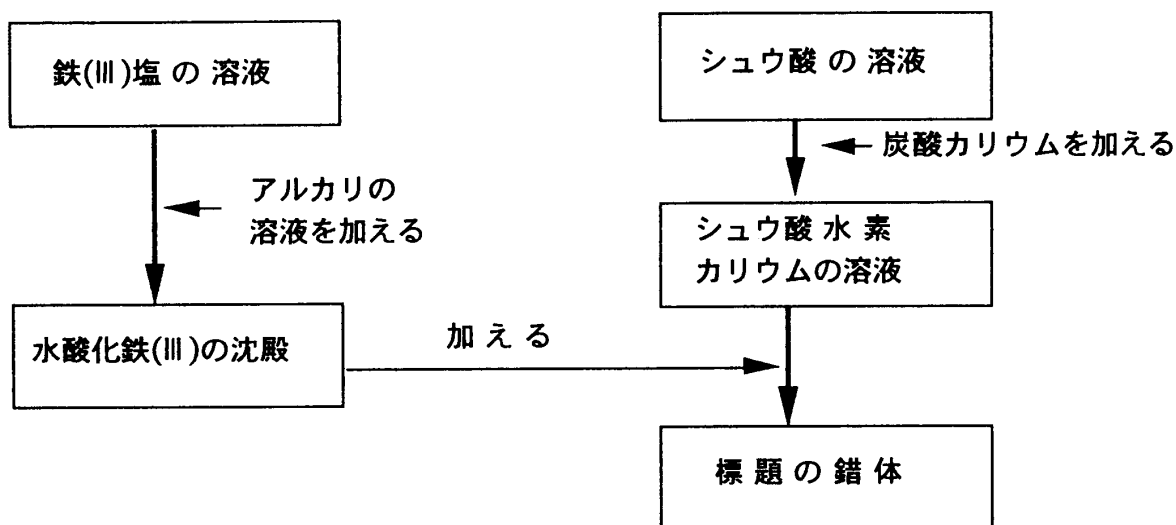 鉄(Ⅲ)塩の溶液
アルカリの
溶液を加える
水酸化鉄(Ⅲ)の沈殿
加える
シュウ酸の溶液
炭酸カリウムを加える
シュウ酸水素
カリウムの溶液
標題の錯体